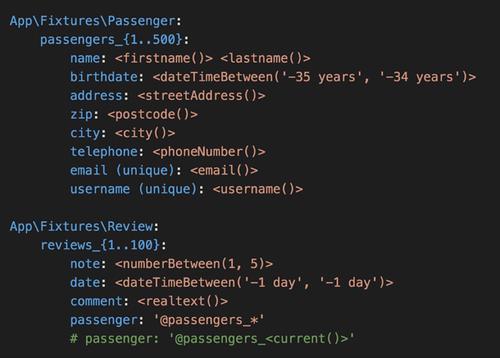 App\Fixtures\Passenger:
passengers_{1..500}:
name: <firstname()> <lastname()>
birthdate: <dateTimeBetween('-35 years', '-34 years')>
address: <streetAddress()>
zip: <postcode()>
city: <city()>
telephone: <phoneNumber()>
email (unique): <email()>
username (unique): <username()>
App\Fixtures\Review:
reviews_{1..100}:
note: <numberBetween(1, 5)>
date: <dateTimeBetween('-1 day', '-1 day')>
comment: <realtext()>
passenger: '@passengers_*'
# passenger: '@passengers_<current()>'